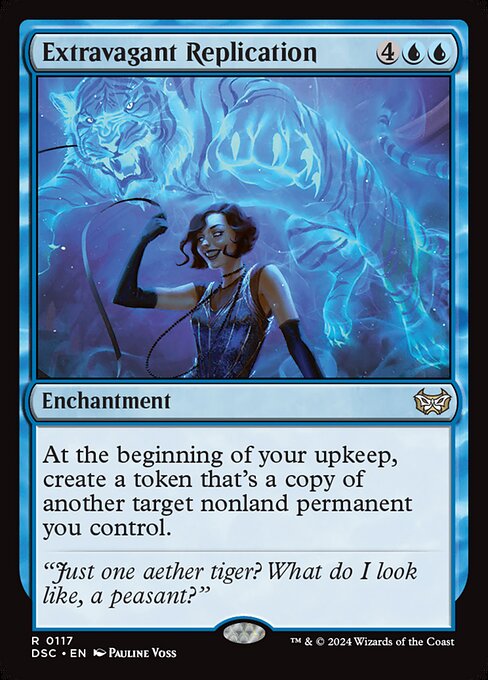 Extravagant Replication 4
Enchantment
At the beginning of your upkeep,
create a token that's a copy of
another target nonland permanent
you control.
“Just one aether tiger? What do I look
like, a peasant?”
R 0117
DSC • EN Pauline Voss
™ & © 2024 Wizards of the Coast